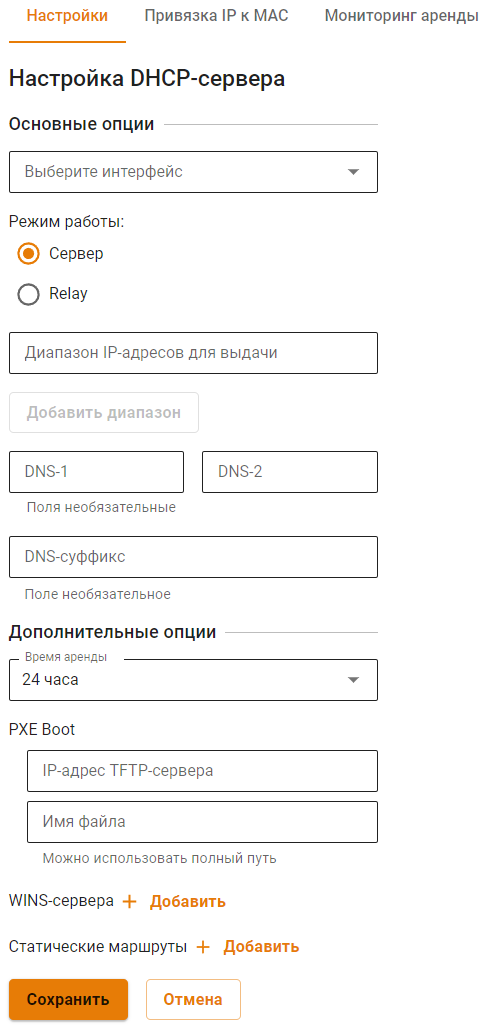 Настройки Привязка IP к MAC Мониторинг аренды
Настройка DHCP-сервера
Основные опции
Выберите интерфейс
Режим работы:
Сервер
Relay
Диапазон IP-адресов для выдачи
Добавить диапазон
DNS-1 DNS-2
Поля необязательные
DNS-суффикс
Поле необязательное
Дополнительные опции
Время аренды
24 часа
PXE Boot
IP-адрес TFTP-сервера
Имя файла
Можно использовать полный путь
WINS-сервера + Добавить
Статические маршруты + Добавить
Сохранить Отмена